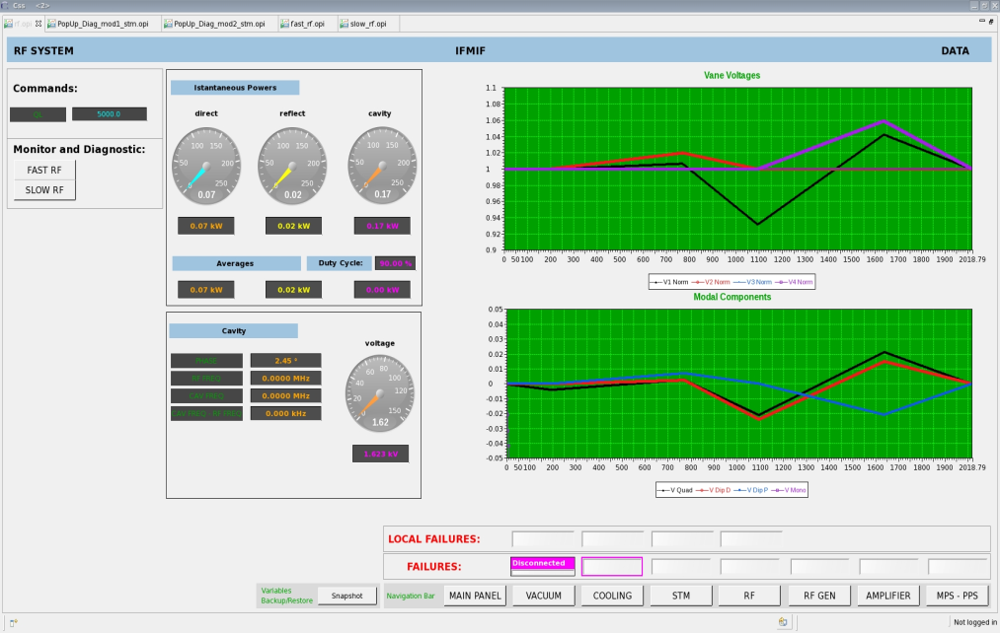 Css <2>
rf.opi PopUp_Diag_mod1_stm.opi PopUp_Diag_mod2_stm.opi fast_rf.opi slow_rf.opi
RF SYSTEM IFMIF DATA
Commands:
QL 5000.0
Monitor and Diagnostic:
FAST RF
SLOW RF
Istantaneous Powers
direct reflect cavity
0 50 100 150 200 250 0.07
0 50 100 150 200 250 0.02
0 50 100 150 200 250 0.17
0.07 kW 0.02 kW 0.17 kW
Averages Duty Cycle: 90.00 %
0.07 kW 0.02 kW 0.00 kW
Cavity
voltage
PHASE 2.45 °
RF FREQ 0.0000 MHz
CAV FREQ 0.0000 MHz
CAV FREQ - RF FREQ 0.000 kHz
0 20 40 60 80 100 120 150 1.62
1.623 kV
Vane Voltages
1.1
1.08
1.06
1.04
1.02
1
0.98
0.96
0.94
0.92
0.9
0 50 100 200 300 400 500 600 700 800 900 1000 1100 1200 1300 1400 1500 1600 1700 1800 1900 2018.79
V1 Norm V2 Norm V3 Norm V4 Norm
Modal Components
0.05
0.04
0.03
0.02
0.01
0
-0.01
-0.02
-0.03
-0.04
-0.05
0 50 100 200 300 400 500 600 700 800 900 1000 1100 1200 1300 1400 1500 1600 1700 1800 1900 2018.79
V Quad V Dip D V Dip P V Mono
LOCAL FAILURES:
FAILURES: Disconnected
Variables
Backup/Restore
Snapshot
Navigation Bar MAIN PANEL VACUUM COOLING STM RF RF GEN AMPLIFIER MPS - PPS
Not logged in